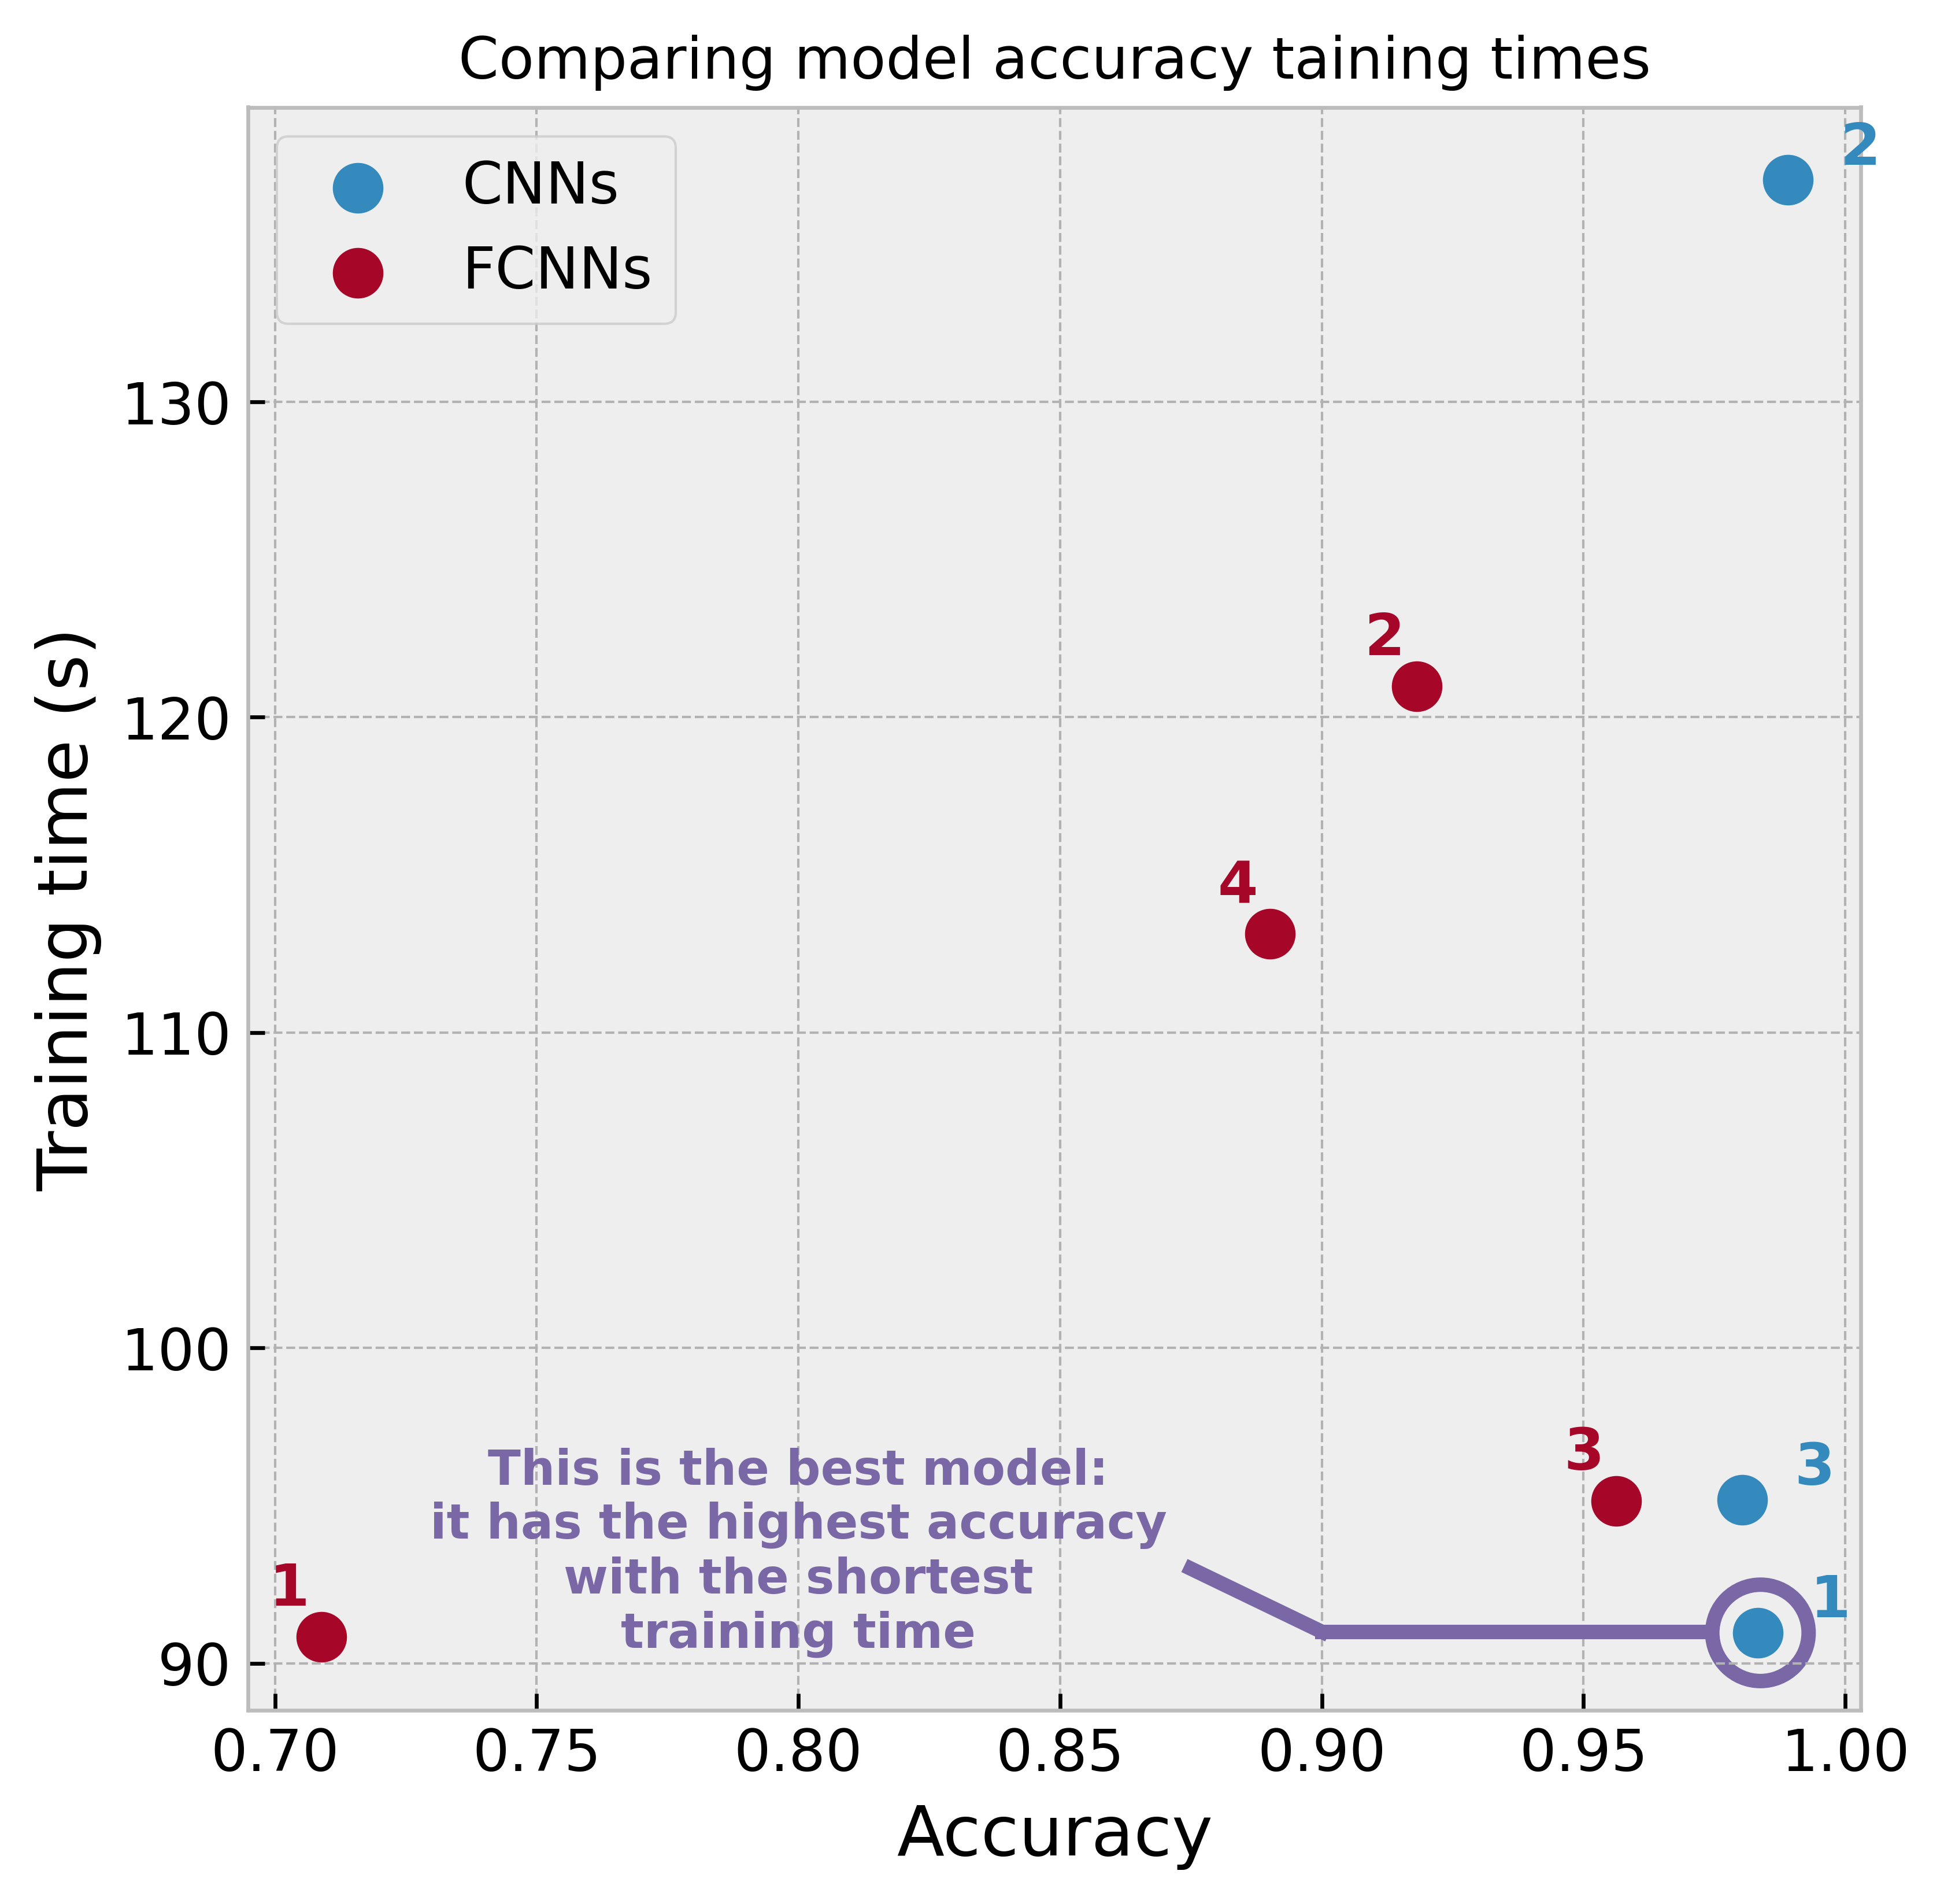 Comparing model accuracy taining times
CNNs
FCNNs
2
130
2
120
4
110
100
3
3
This is the best model:
it has the highest accuracy
with the shortest
training time
1
1
90
Training time (s)
0.70
0.75
0.80
0.85
0.90
0.95
1.00
Accuracy